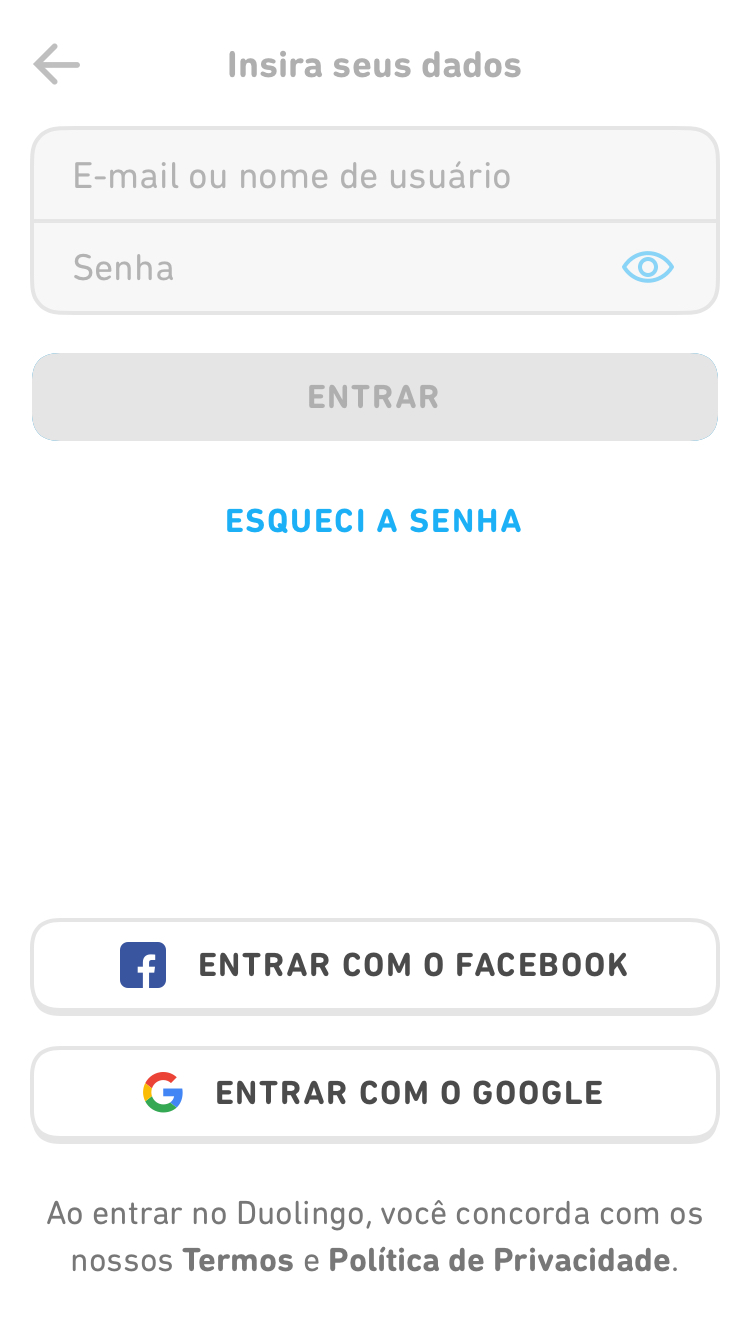 Insira seus dados
E-mail ou nome de usuário
Senha
ENTRAR
ESQUECI A SENHA
ENTRAR COM O FACEBOOK
ENTRAR COM O GOOGLE
Ao entrar no Duolingo, você concorda com os
nossos Termos e Política de Privacidade.